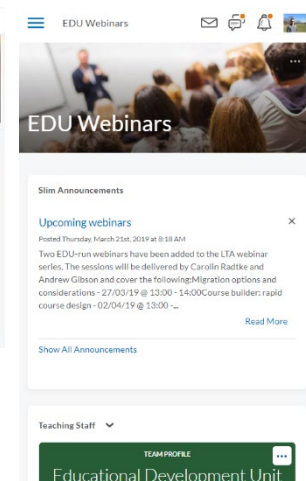 EDU Webinars
EDU Webinars
Slim Announcements
Upcoming webinars
Posted Thursday, March 21st, 2019 at 8:18 AM
Two EDU-run webinars have been added to the LTA webinar
series. The sessions will be delivered by Carolin Radtke and
Andrew Gibson and cover the following:Migration options and
considerations - 27/03/19 @ 13:00 - 14:00Course builder: rapid
course design - 02/04/19 @ 13:00 -...
Read More
Show All Announcements
Teaching Staff
TEAM PROFILE
Educational Development Unit